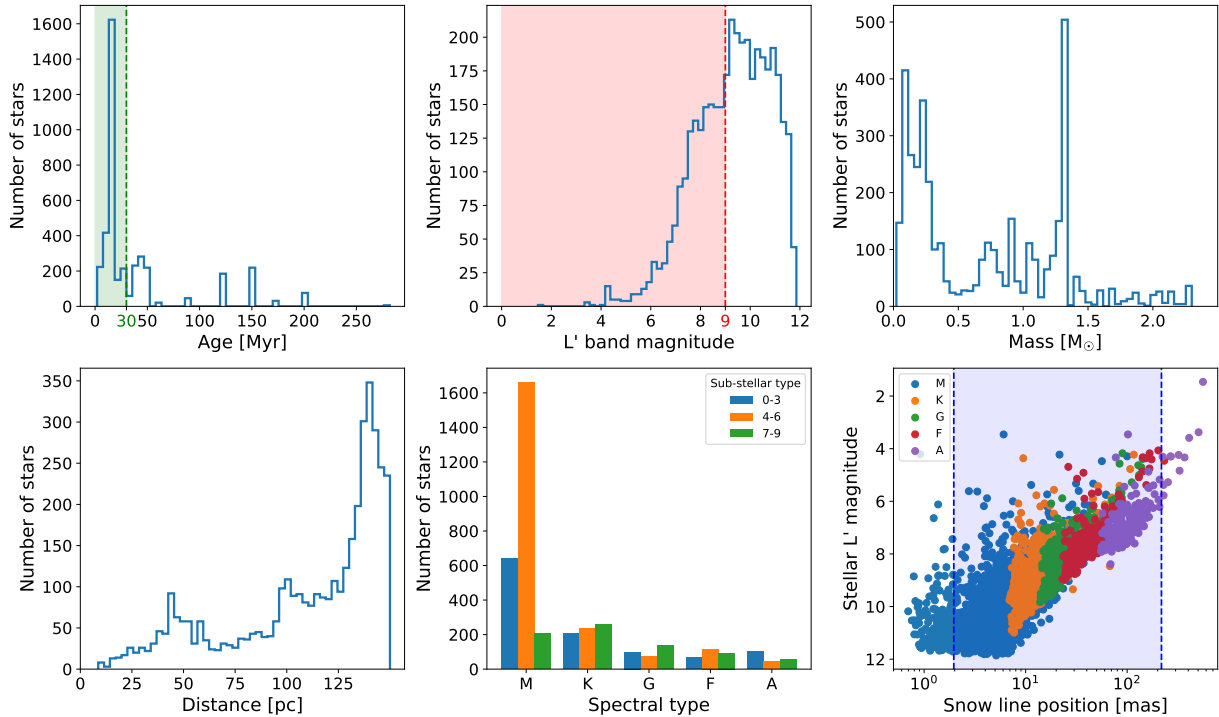 Number of stars
1600
1400
1200
1000
800
600
400
200
0
0 30 50 100 150 200 250
Age [Myr]
Number of stars
200
175
150
125
100
75
50
25
0
0 2 4 6 8 9 10 12
L' band magnitude
Number of stars
500
400
300
200
100
0
0.0 0.5 1.0 1.5 2.0
Mass [M☉]
Number of stars
350
300
250
200
150
100
50
0
0 25 50 75 100 125
Distance [pc]
Number of stars
1600
1400
1200
1000
800
600
400
200
0
Sub-stellar type
0-3
4-6
7-9
M K G F A
Spectral type
Stellar L' magnitude
2
4
6
8
10
12
M
K
G
F
A
10⁰ 10¹ 10²
Snow line position [mas]